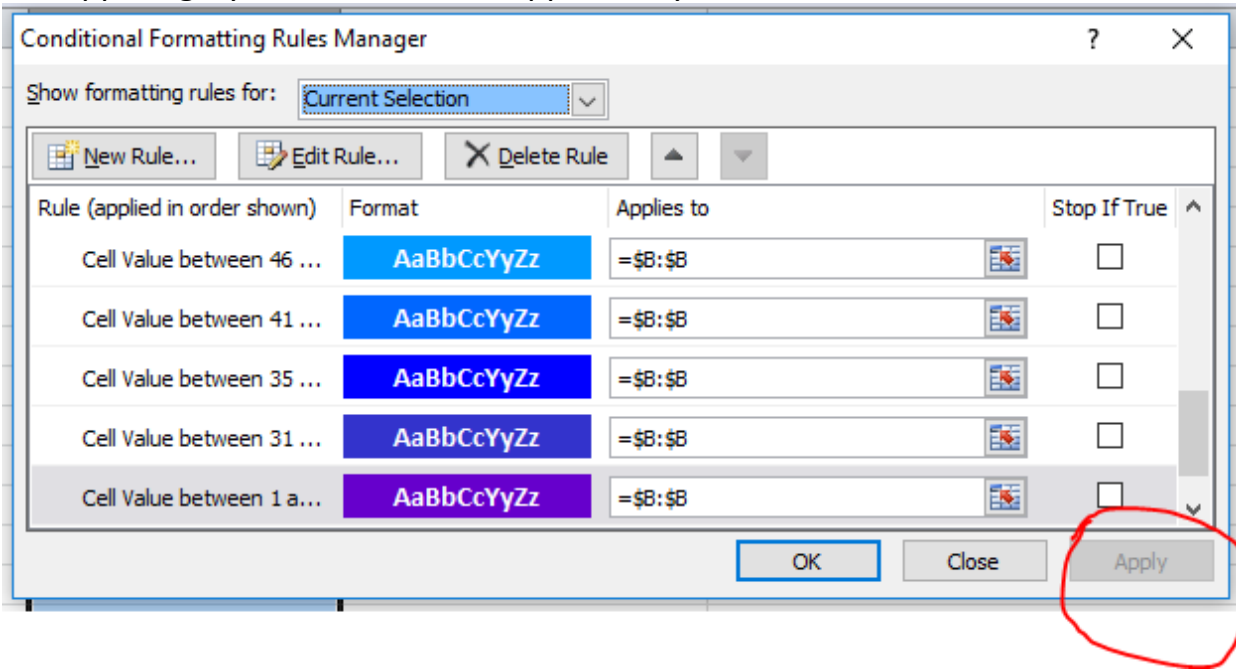 Conditional Formatting Rules Manager ?
Show formatting rules for: Current Selection
New Rule... Edit Rule... Delete Rule
Rule (applied in order shown) Format Applies to Stop If True
Cell Value between 46 ... AaBbCcYyZz =$B:$B
Cell Value between 41 ... AaBbCcYyZz =$B:$B
Cell Value between 35 ... AaBbCcYyZz =$B:$B
Cell Value between 31 ... AaBbCcYyZz =$B:$B
Cell Value between 1 a... AaBbCcYyZz =$B:$B
OK Close Apply